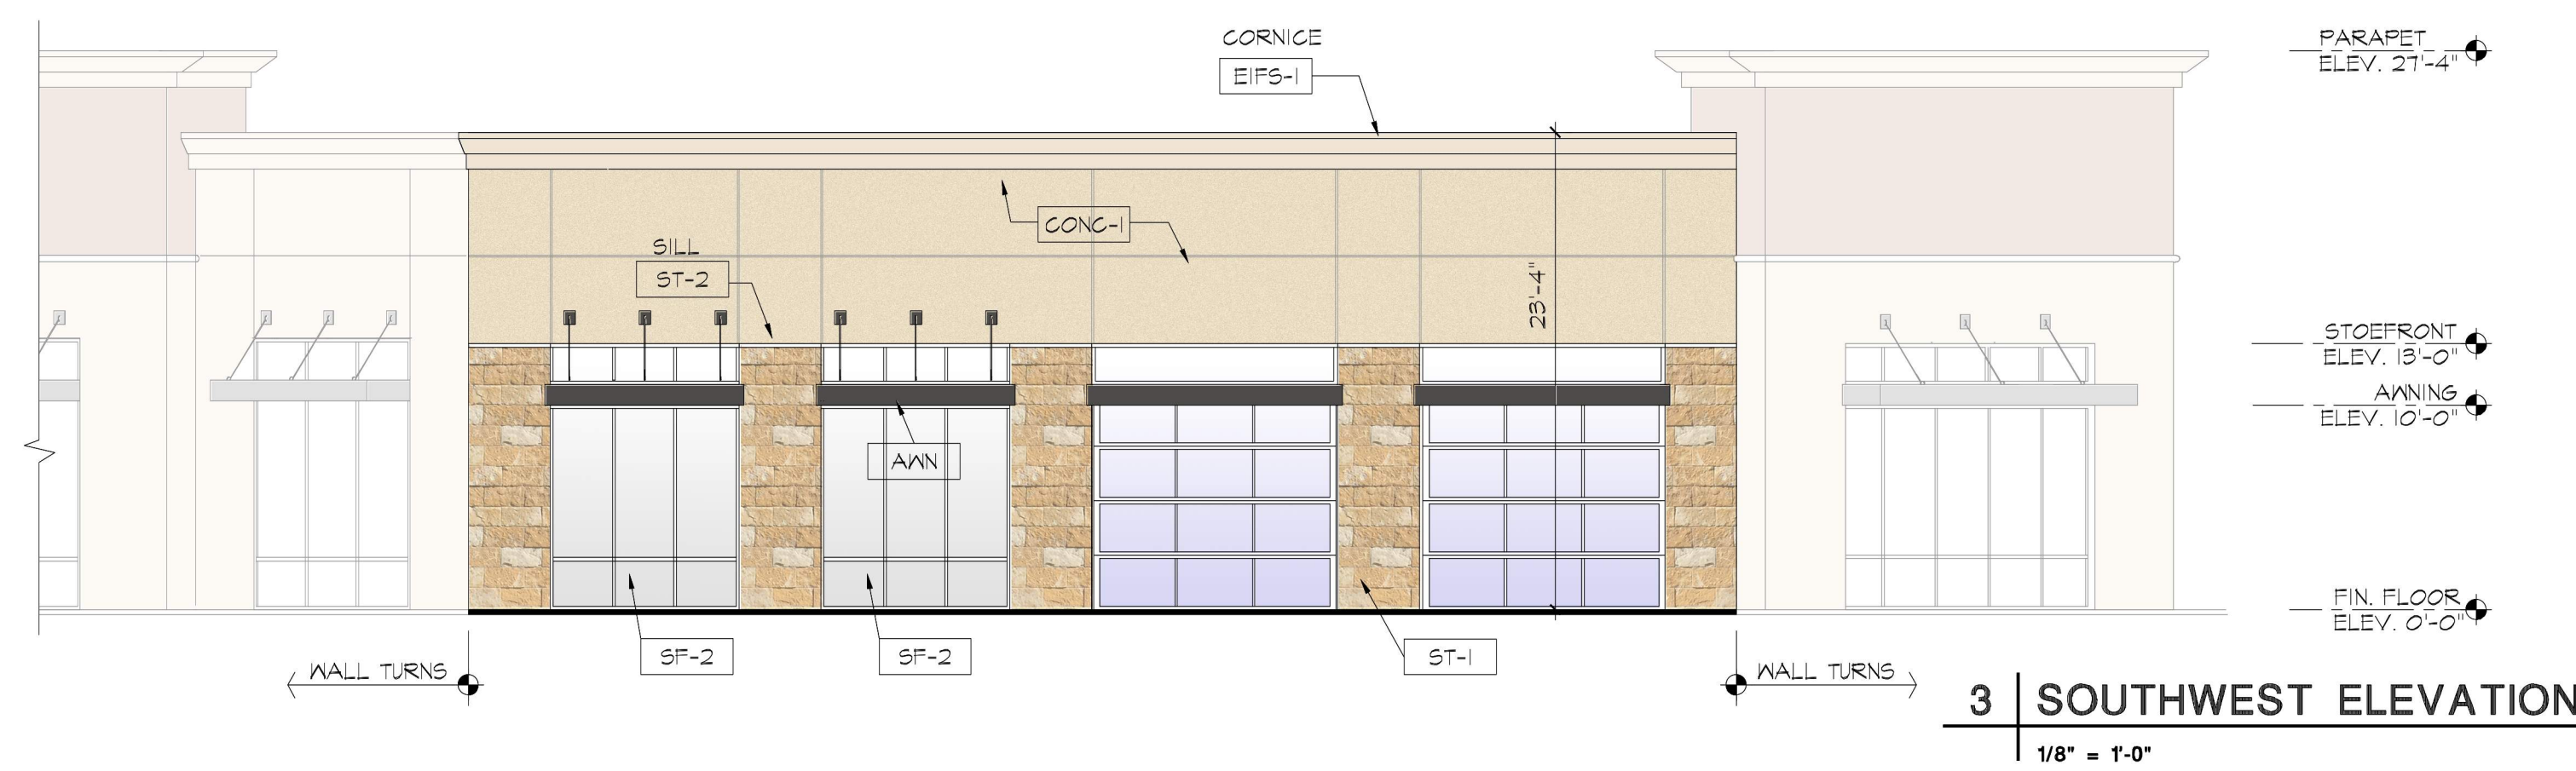 CORNICE
EIFS-1
PARAPET
ELEV. 27'-4"
CONC-1
SILL
ST-2
23'-4"
STOEFRONT
ELEV. 13'-0"
AWNING
ELEV. 10'-0"
AWN
FIN. FLOOR
ELEV. 0'-0"
SF-2
SF-2
ST-1
WALL TURNS
WALL TURNS
3 SOUTHWEST ELEVATION
1/8" = 1'-0"